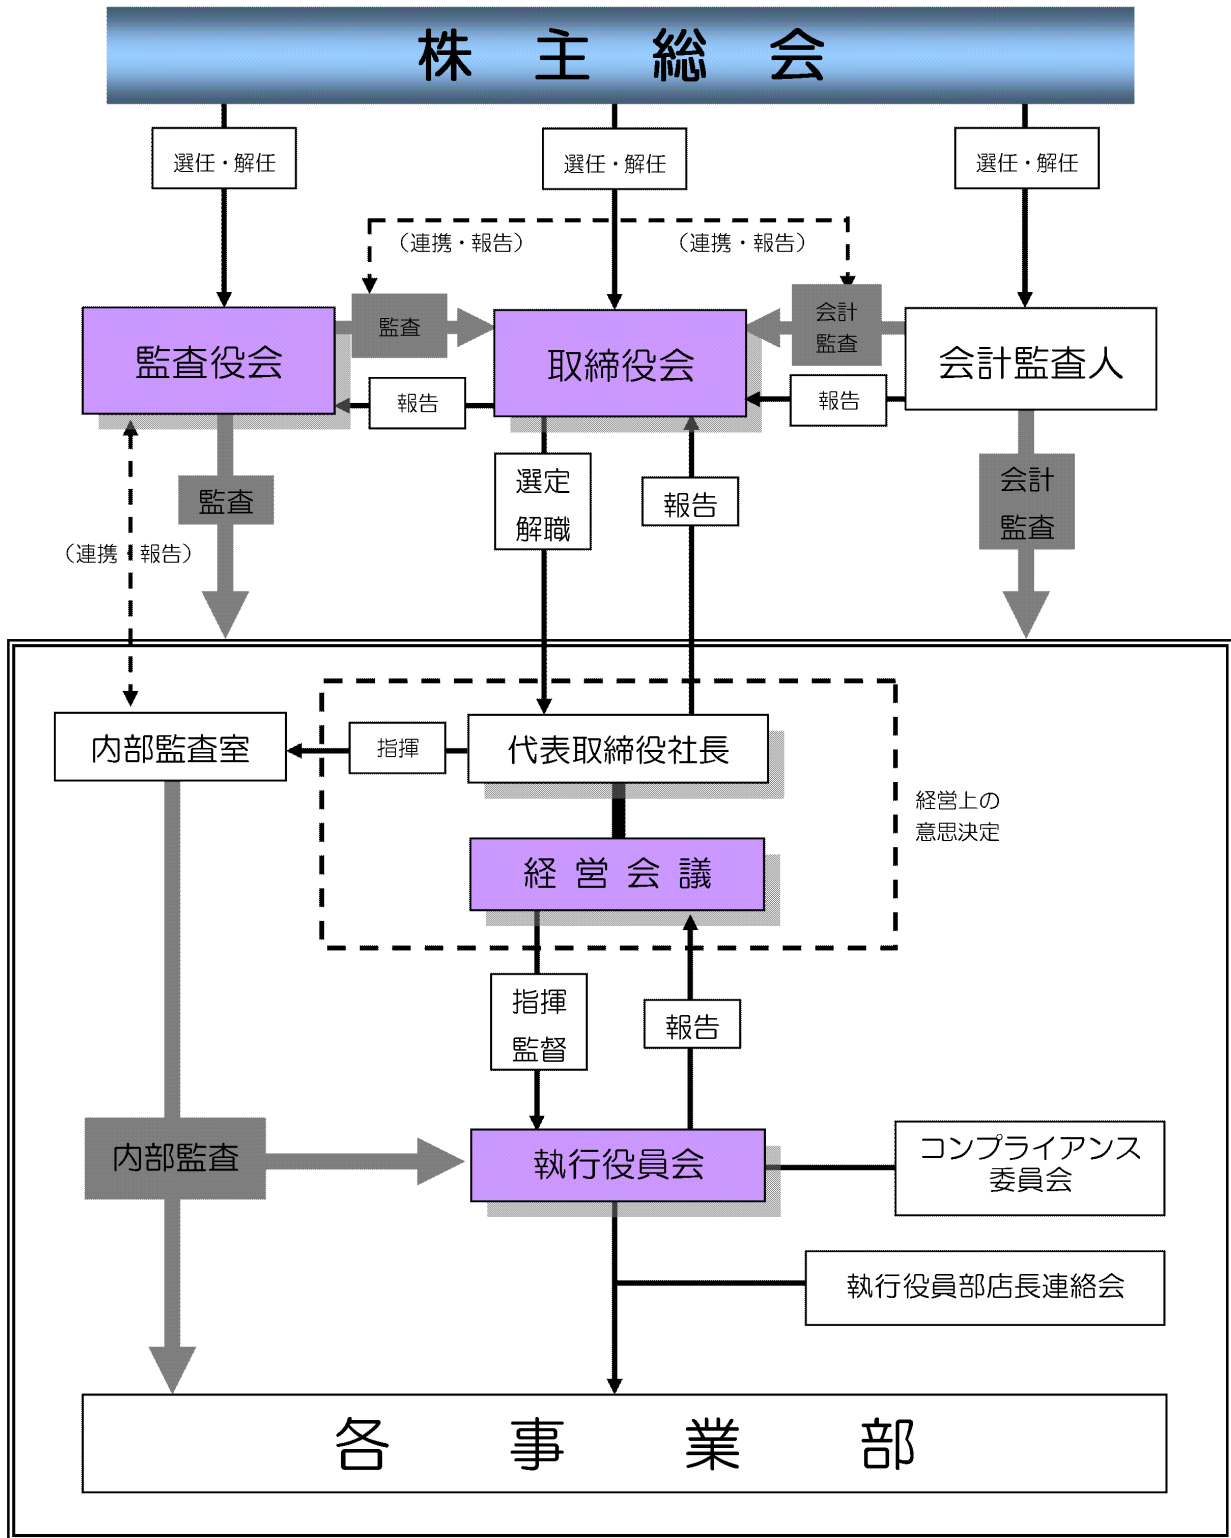 株主総会
選任・解任
選任・解任
選任・解任
（連携・報告）
（連携・報告）
監査役会
監査
取締役会
会計
監査
会計監査人
報告
報告
監査
選定
解職
報告
会計
監査
（連携・報告）
内部監査室
指揮
代表取締役社長
経営上の
意思決定
経営会議
指揮
監督
報告
内部監査
執行役員会
コンプライアンス
委員会
執行役員部店長連絡会
各事業部